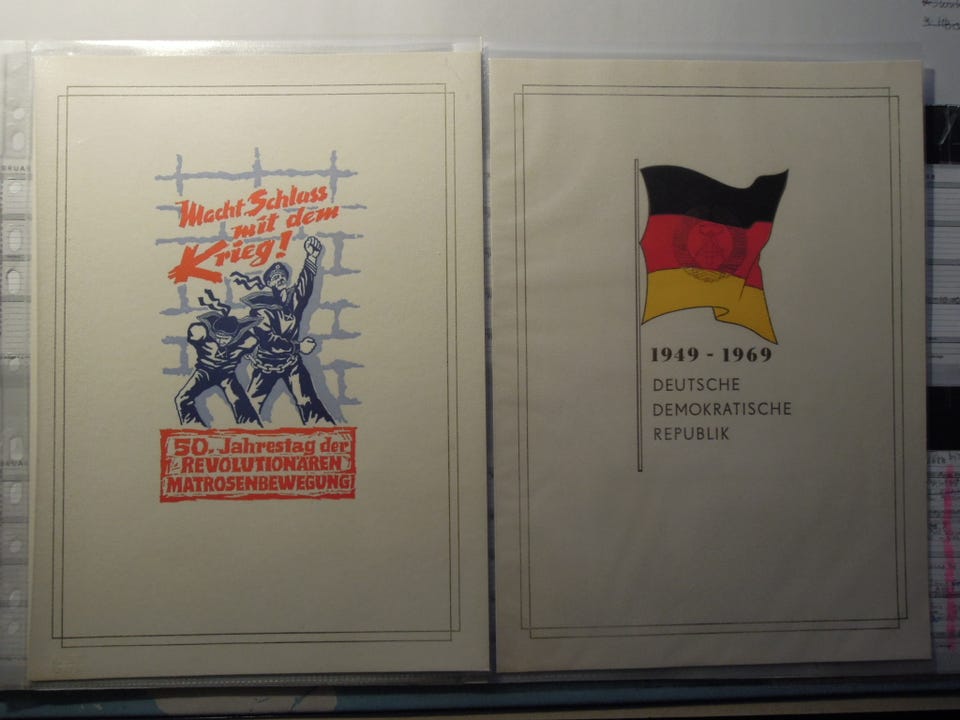 Macht Schluss
mit dem
Krieg!
50. Jahrestag der
REVOLUTIONÄREN
MATROSENBEWEGUNG
1949 - 1969
DEUTSCHE
DEMOKRATISCHE
REPUBLIK